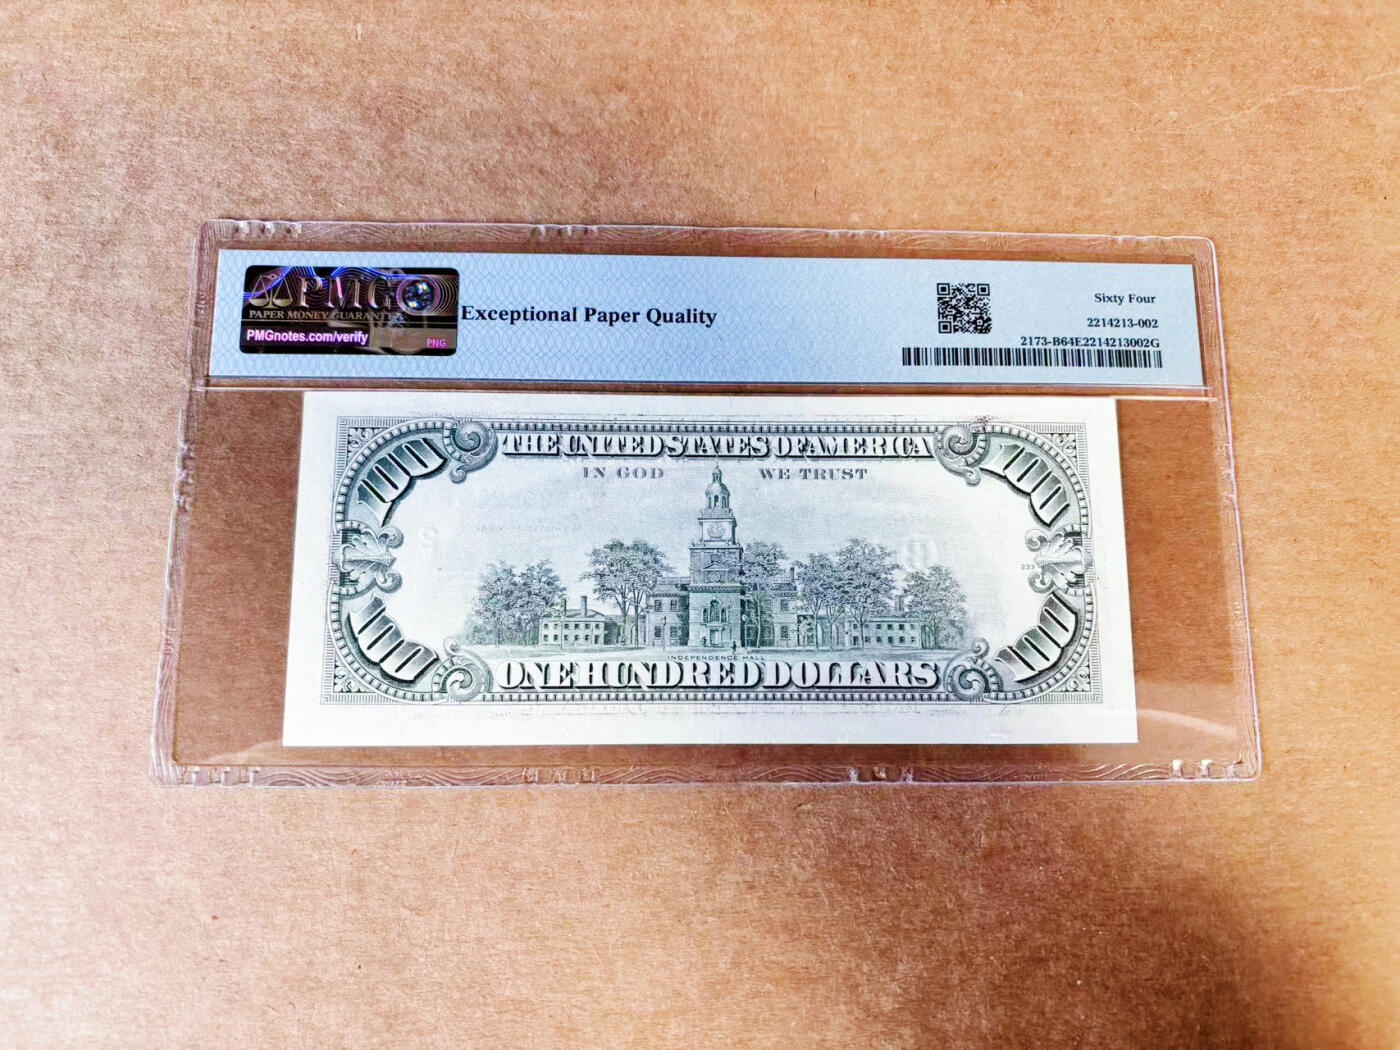 PMG
PAPER MONEY GUARANTY
PMGnotes.com/verify
PNG
Exceptional Paper Quality
Sixty Four
2214213-002
2173-B64E2214213002G
THE UNITED STATES OF AMERICA
100
100
IN GOD WE TRUST
233
INDEPENDENCE HALL
100
100
ONE HUNDRED DOLLARS